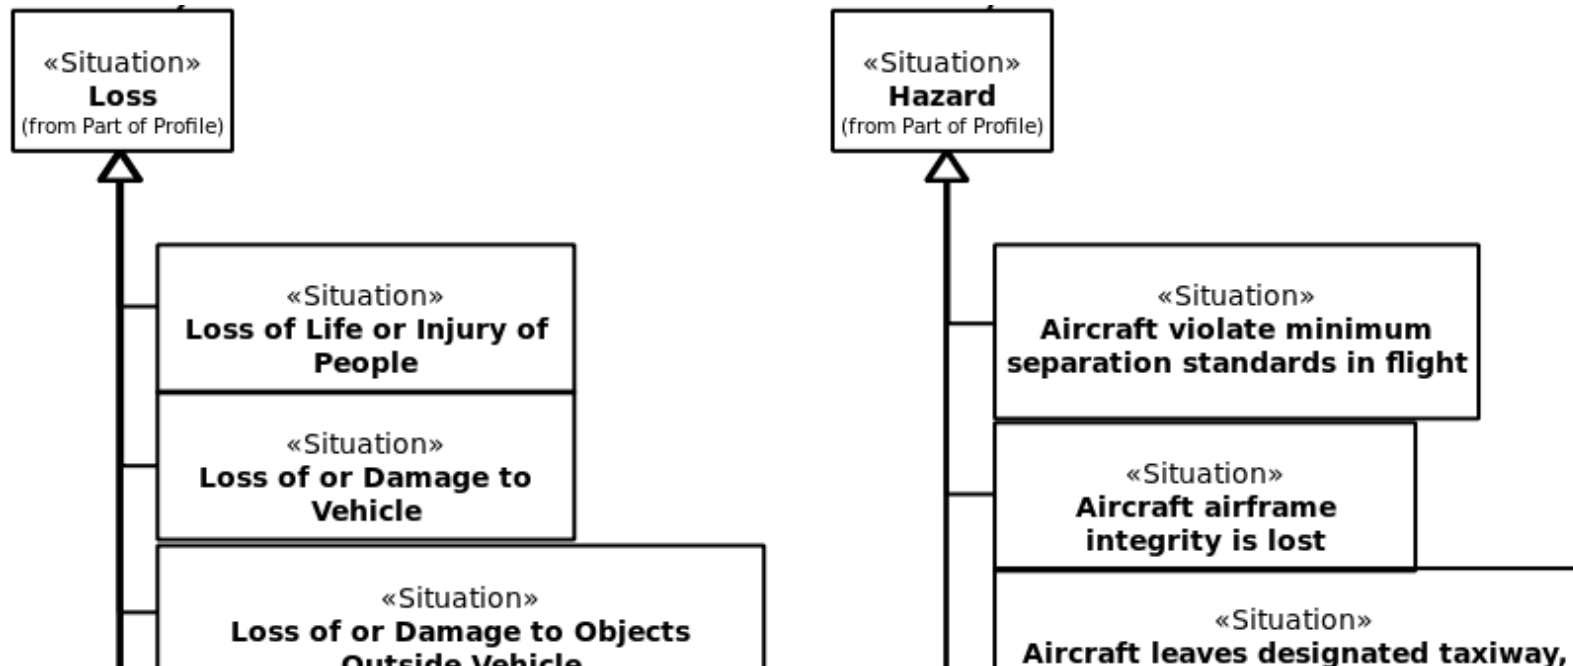 «Situation»
Loss
(from Part of Profile)
«Situation»
Loss of Life or Injury of
People
«Situation»
Loss of or Damage to
Vehicle
«Situation»
Loss of or Damage to Objects
Outside Vehicle
«Situation»
Hazard
(from Part of Profile)
«Situation»
Aircraft violate minimum
separation standards in flight
«Situation»
Aircraft airframe
integrity is lost
«Situation»
Aircraft leaves designated taxiway,